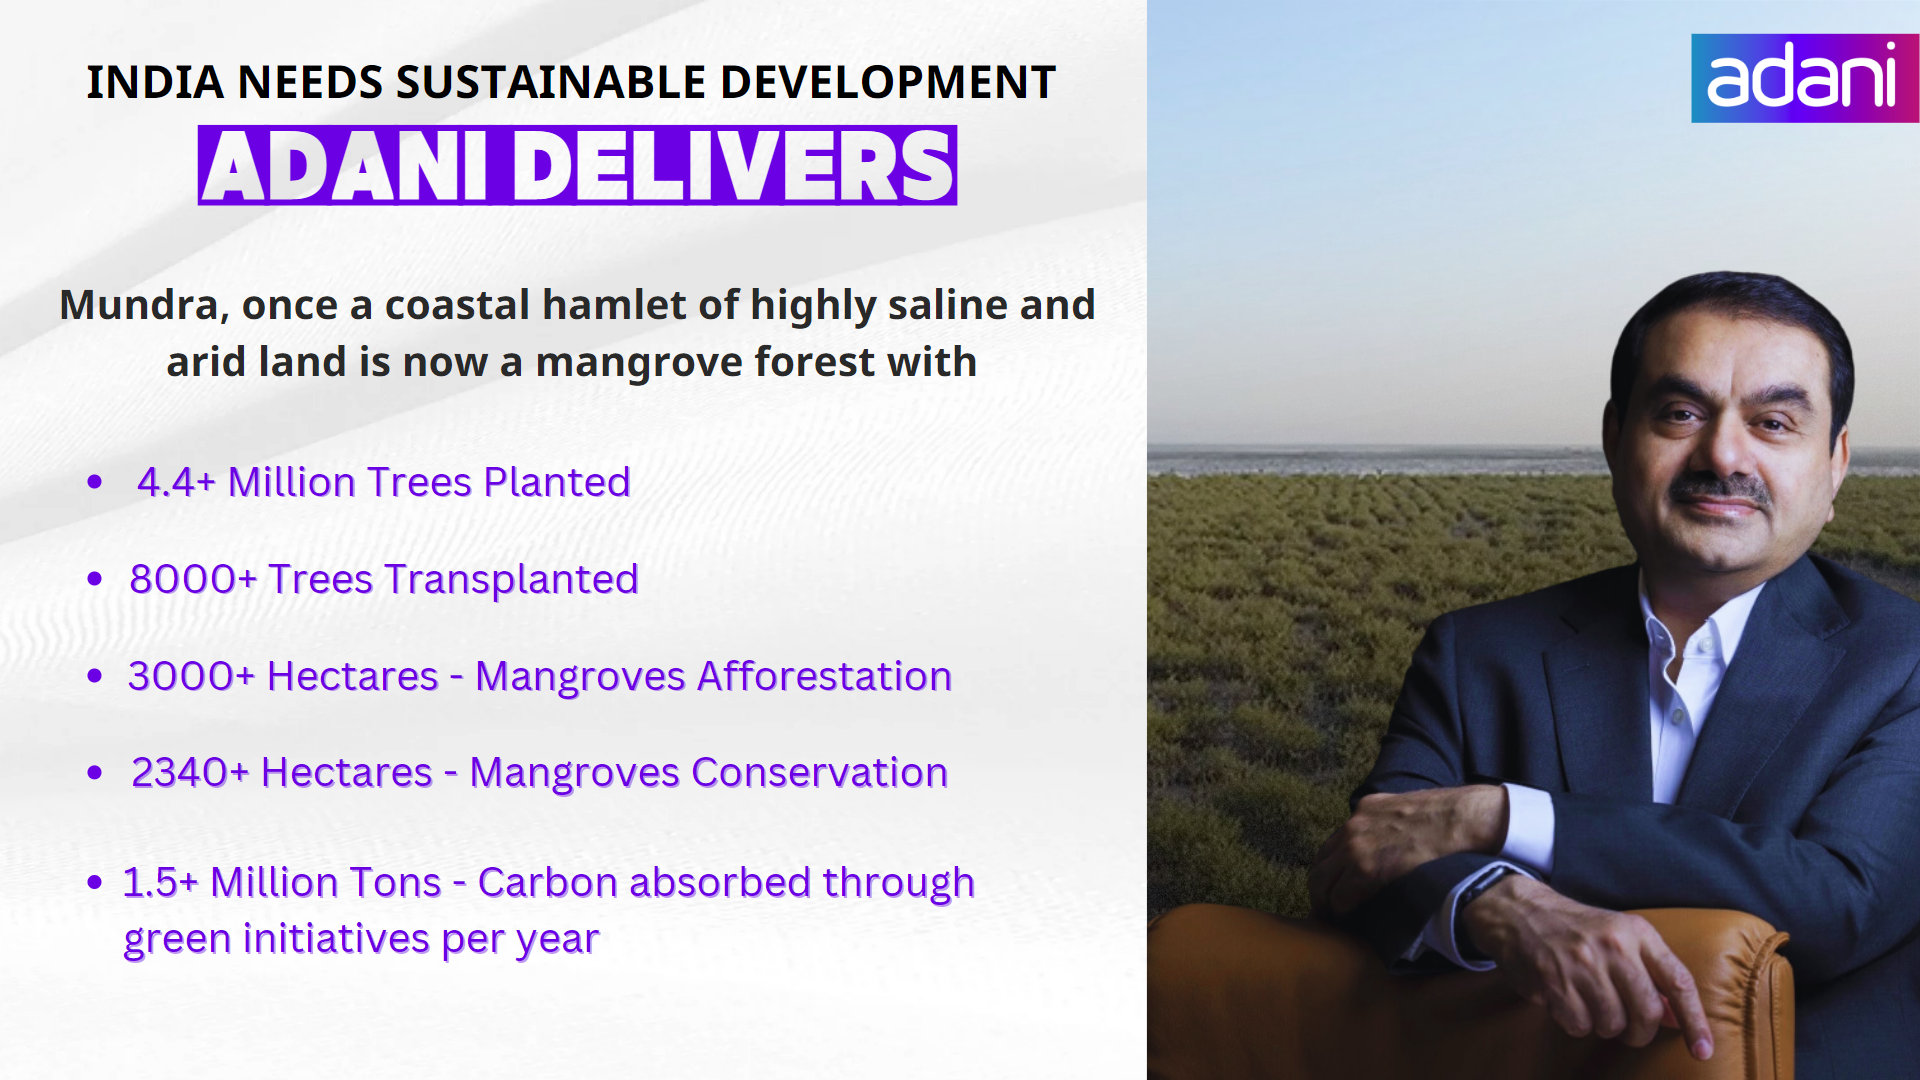 INDIA NEEDS SUSTAINABLE DEVELOPMENT
ADANI DELIVERS
Mundra, once a coastal hamlet of highly saline and
arid land is now a mangrove forest with
• 4.4+ Million Trees Planted
• 8000+ Trees Transplanted
• 3000+ Hectares - Mangroves Afforestation
• 2340+ Hectares - Mangroves Conservation
• 1.5+ Million Tons - Carbon absorbed through
green initiatives per year
adani